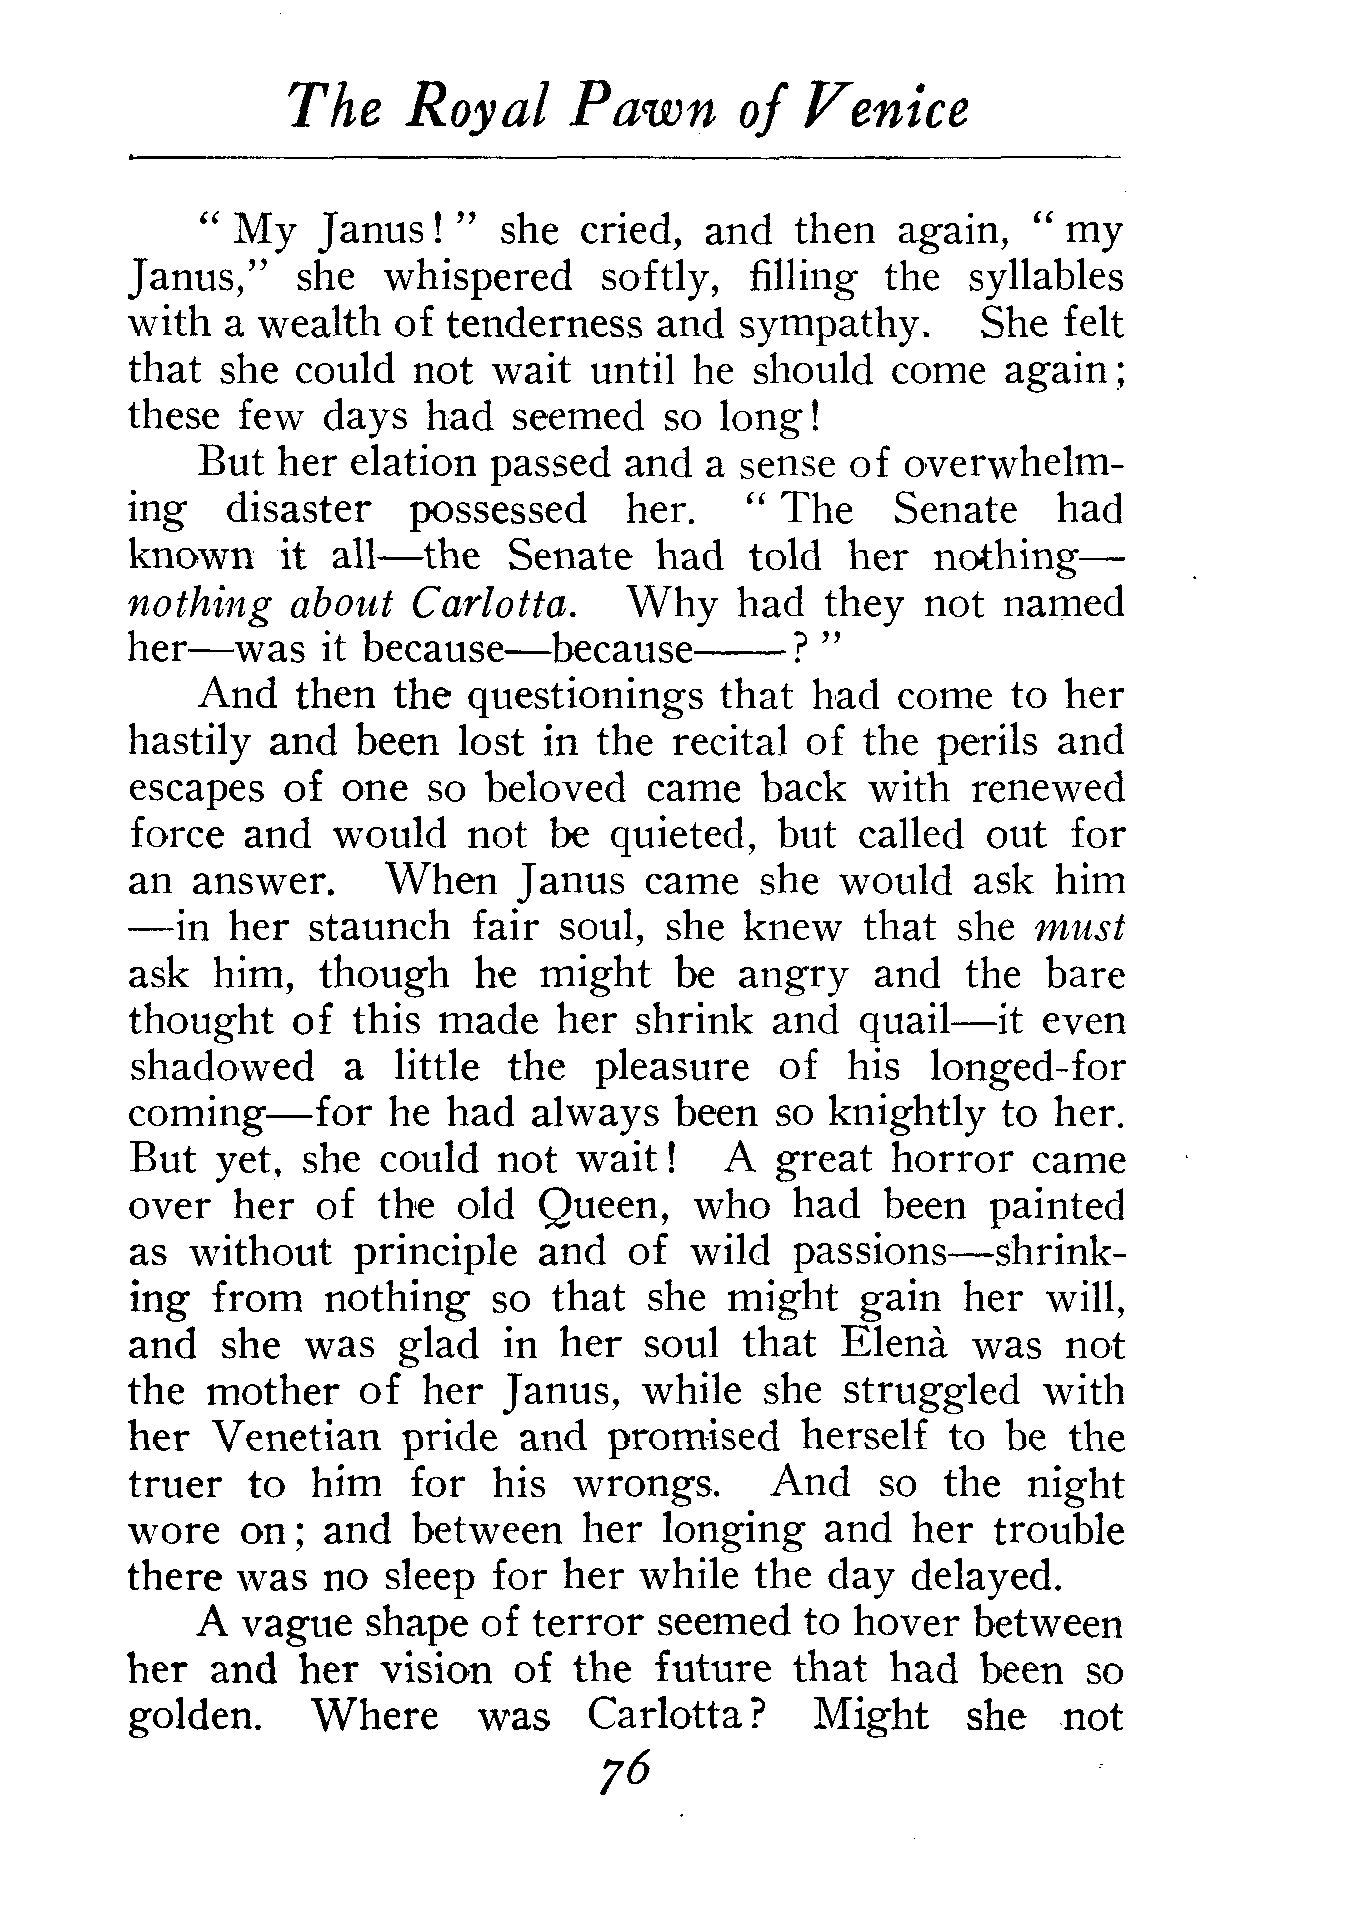 The Royal Pawn of Venice
“ My Janus! ” she cried, and then again, “ my
Janus,” she whispered softly, filling the syllables
with a wealth of tenderness and sympathy. She felt
that she could not wait until he should come again;
these few days had seemed so long!
But her elation passed and a sense of overwhelm-
ing disaster possessed her. “ The Senate had
known it all—the Senate had told her nothing—
nothing about Carlotta. Why had they not named
her—was it because—because——? ”
And then the questionings that had come to her
hastily and been lost in the recital of the perils and
escapes of one so beloved came back with renewed
force and would not be quieted, but called out for
an answer. When Janus came she would ask him
—in her staunch fair soul, she knew that she must
ask him, though he might be angry and the bare
thought of this made her shrink and quail—it even
shadowed a little the pleasure of his longed-for
coming—for he had always been so knightly to her.
But yet, she could not wait! A great horror came
over her of the old Queen, who had been painted
as without principle and of wild passions—shrink-
ing from nothing so that she might gain her will,
and she was glad in her soul that Elenà was not
the mother of her Janus, while she struggled with
her Venetian pride and promised herself to be the
truer to him for his wrongs. And so the night
wore on; and between her longing and her trouble
there was no sleep for her while the day delayed.
A vague shape of terror seemed to hover between
her and her vision of the future that had been so
golden. Where was Carlotta? Might she not
76